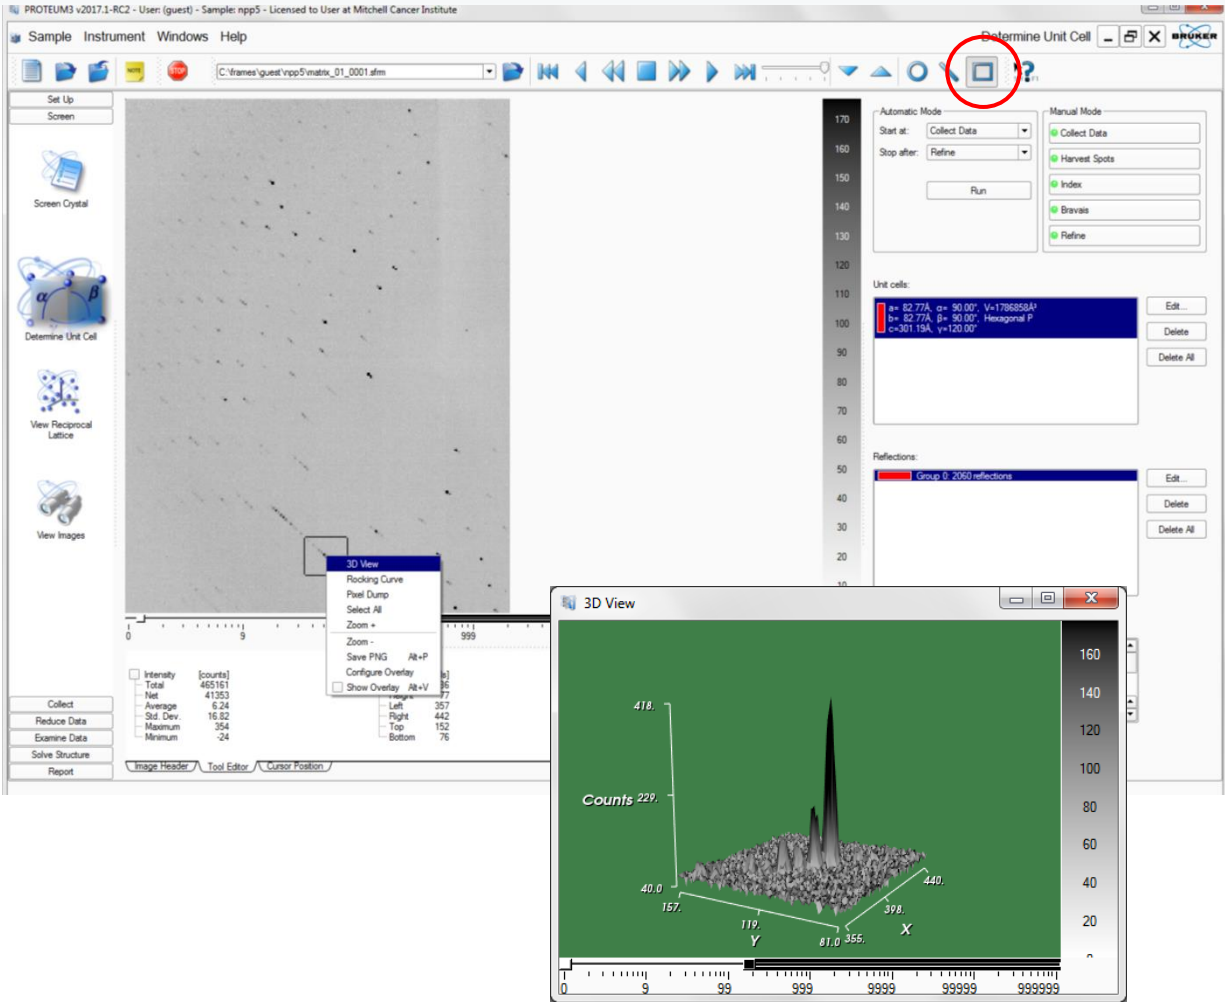 PROTEUM3 v2017.1-RC2 - User: (guest) - Sample: npp5 - Licensed to User at Mitchell Cancer Institute
Sample Instrument Windows Help
Determine Unit Cell
BRUKER
NOTE
STOP
C:\frames\guest\npp5\matrix_01_0001.sfm
Set Up
Screen
Screen Crystal
α β
Determine Unit Cell
View Reciprocal
Lattice
View Images
Collect
Reduce Data
Examine Data
Solve Structure
Report
170
160
150
140
130
120
110
100
90
80
70
60
50
40
30
20
10
Automatic Mode
Start at: Collect Data
Stop after: Refine
Run
Manual Mode
Collect Data
Harvest Spots
Index
Bravais
Refine
Unit cells:
a= 82.77Å, α= 90.00°, V=1786858Å³
b= 82.77Å, β= 90.00°, Hexagonal P
c=301.19Å, γ=120.00°
Edit...
Delete
Delete All
Reflections:
Group 0: 2060 reflections
Edit...
Delete
Delete All
3D View
Rocking Curve
Pixel Dump
Select All
Zoom +
Zoom -
Save PNG Alt+P
Configure Overlay
Show Overlay Alt+V
0 9 999
Intensity [counts]
Total 465161
Net 41353
Average 6.24
Std. Dev. 16.82
Maximum 354
Minimum -24
Left 357
Right 442
Top 152
Bottom 76
Image Header Tool Editor Cursor Position
3D View
418.
Counts 229.
40.0
157.
119.
Y
81.0
355.
398.
X
440.
160
140
120
100
80
60
40
20
0 9 99 999 9999 99999 999999